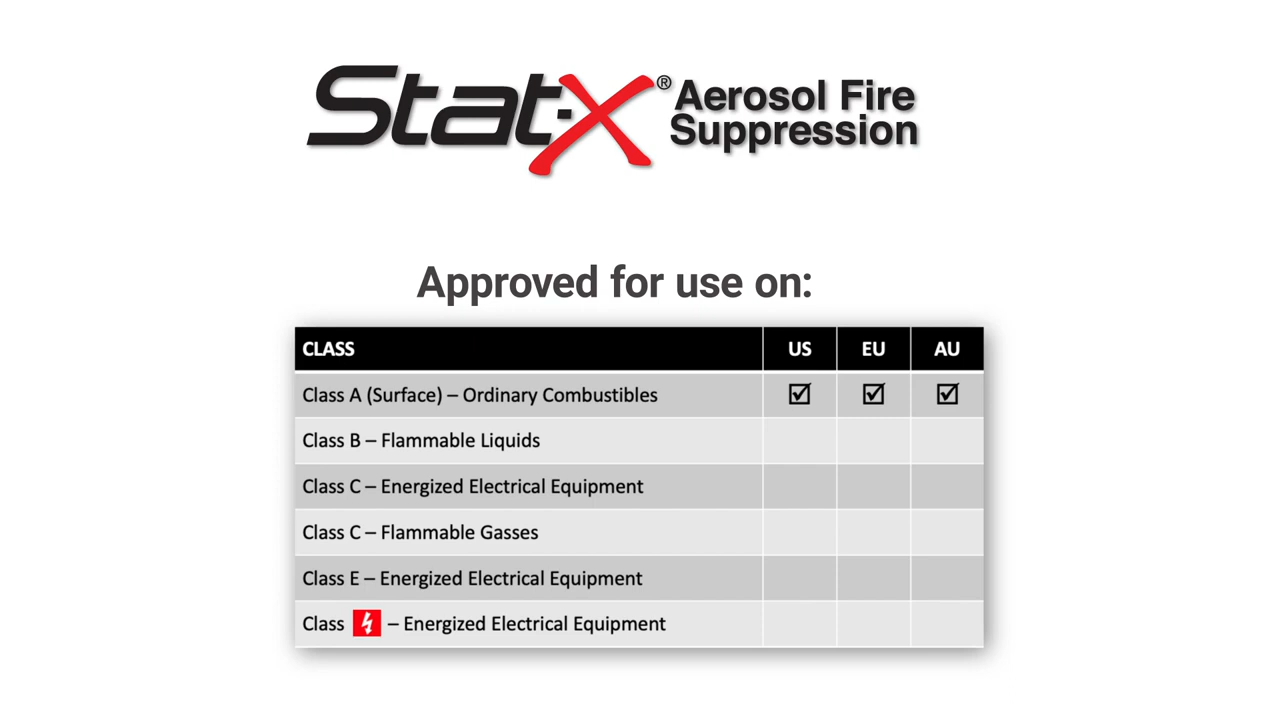 Stat-X® Aerosol Fire
Suppression
Approved for use on:
CLASS US EU AU
Class A (Surface) – Ordinary Combustibles ☑ ☑ ☑
Class B – Flammable Liquids
Class C – Energized Electrical Equipment
Class C – Flammable Gasses
Class E – Energized Electrical Equipment
Class – Energized Electrical Equipment